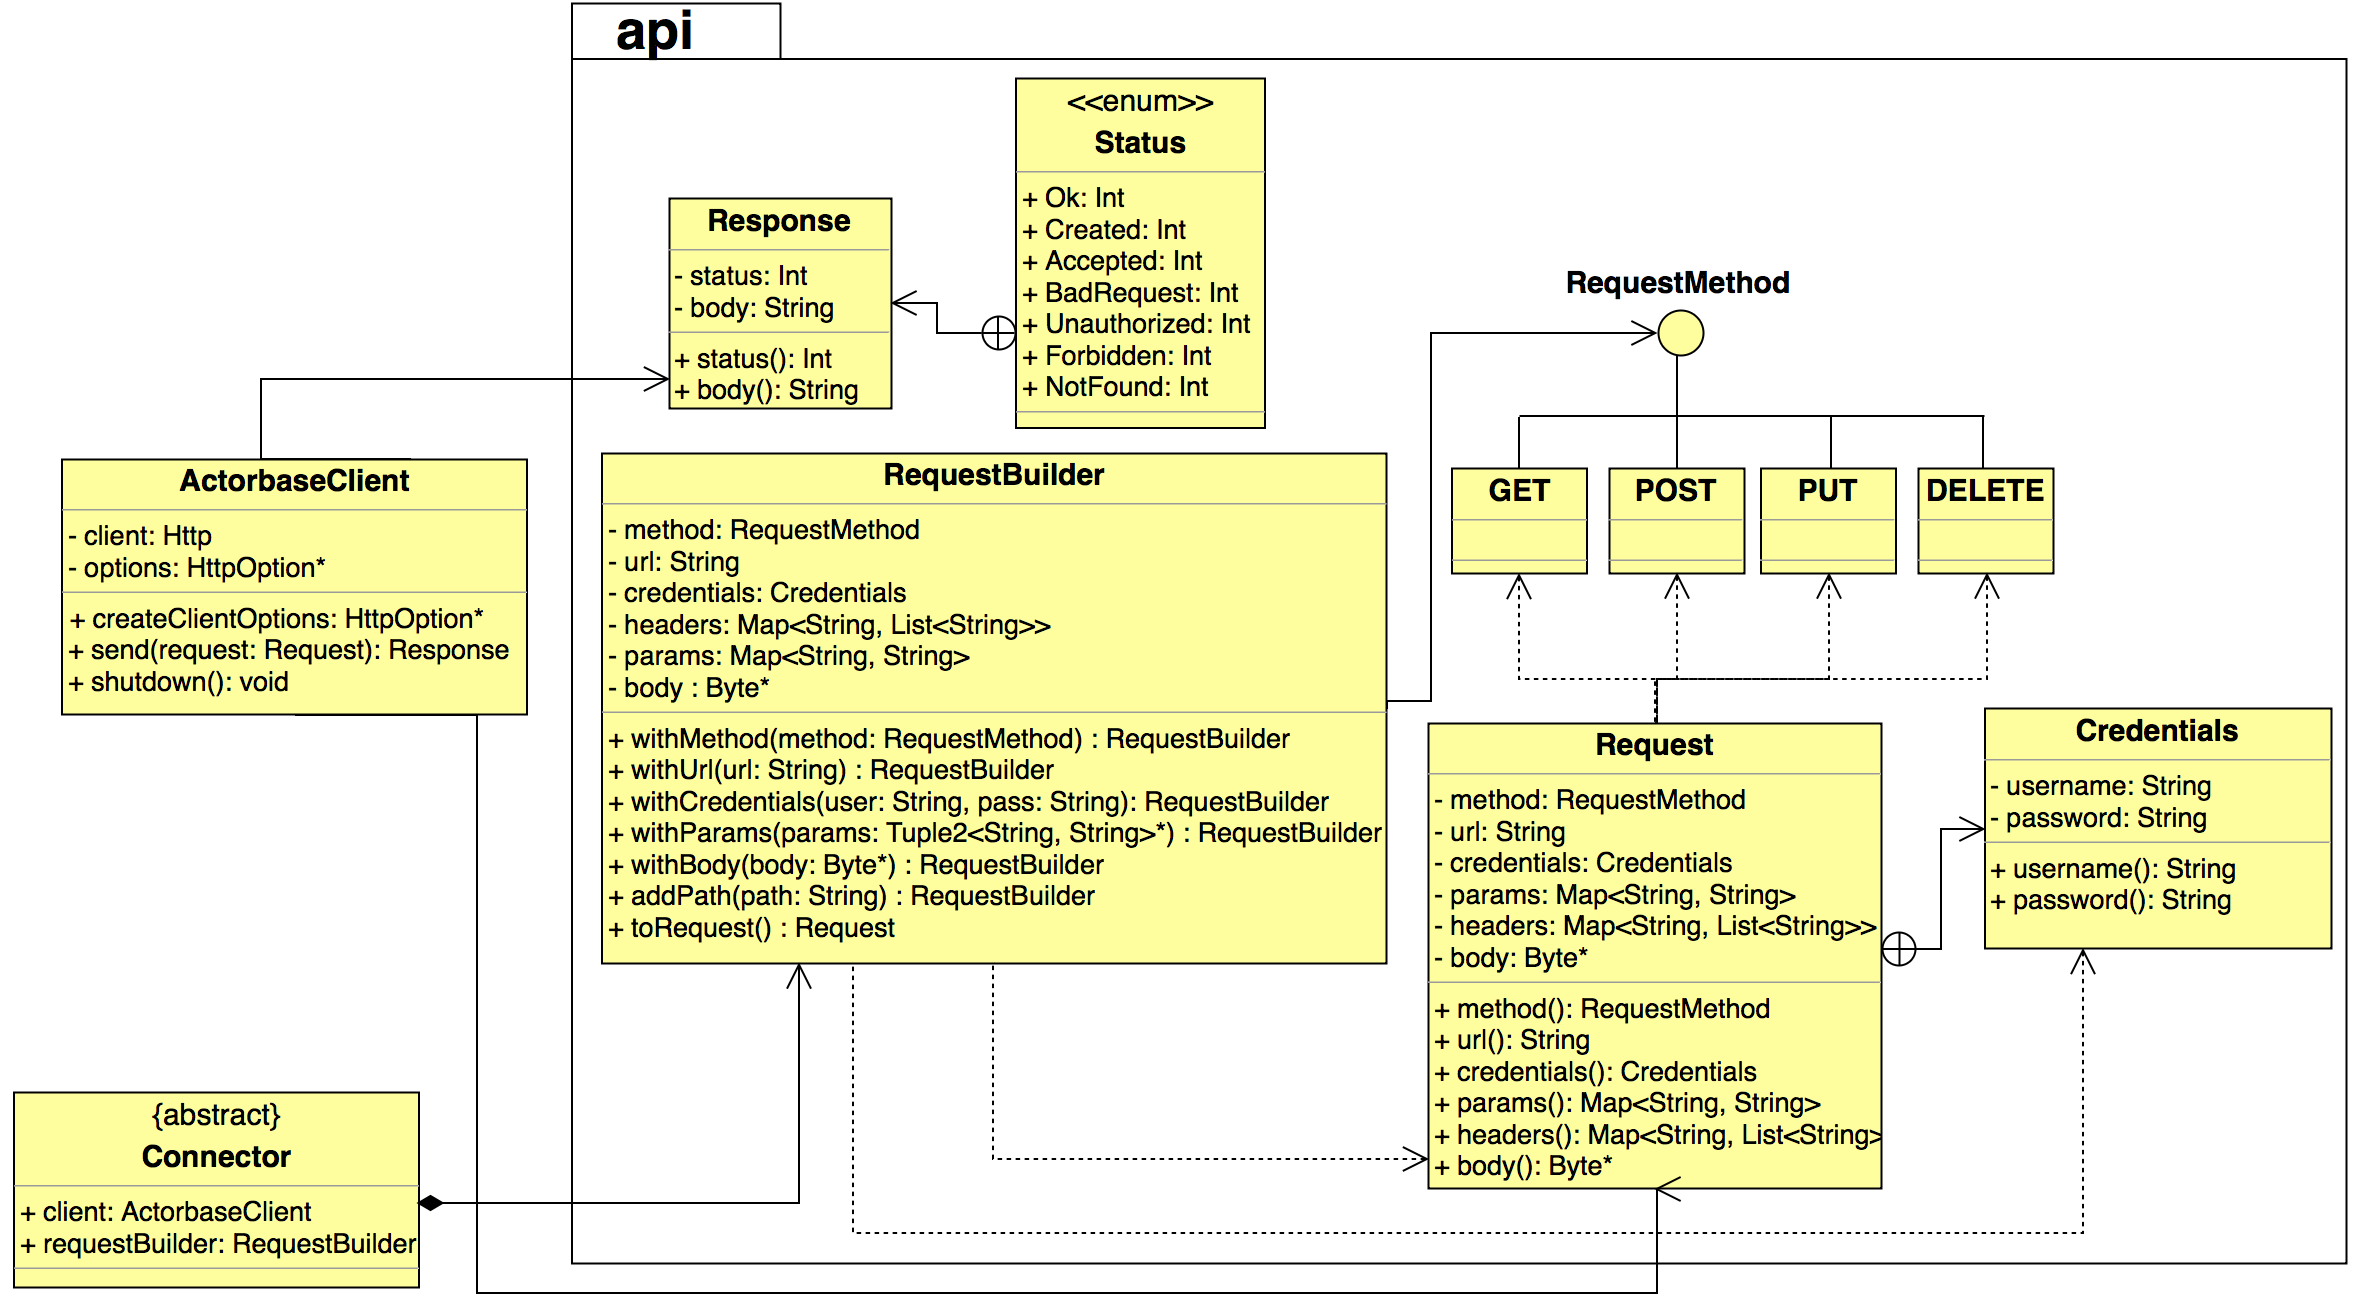 api
<<enum>>
Status
+ Ok: Int
+ Created: Int
+ Accepted: Int
+ BadRequest: Int
+ Unauthorized: Int
+ Forbidden: Int
+ NotFound: Int
Response
- status: Int
- body: String
+ status(): Int
+ body(): String
RequestMethod
ActorbaseClient
- client: Http
- options: HttpOption*
+ createClientOptions: HttpOption*
+ send(request: Request): Response
+ shutdown(): void
RequestBuilder
- method: RequestMethod
- url: String
- credentials: Credentials
- headers: Map<String, List<String>>
- params: Map<String, String>
- body : Byte*
+ withMethod(method: RequestMethod) : RequestBuilder
+ withUrl(url: String) : RequestBuilder
+ withCredentials(user: String, pass: String): RequestBuilder
+ withParams(params: Tuple2<String, String>*) : RequestBuilder
+ withBody(body: Byte*) : RequestBuilder
+ addPath(path: String) : RequestBuilder
+ toRequest() : Request
GET
POST
PUT
DELETE
Request
- method: RequestMethod
- url: String
- credentials: Credentials
- params: Map<String, String>
- headers: Map<String, List<String>>
- body: Byte*
+ method(): RequestMethod
+ url(): String
+ credentials(): Credentials
+ params(): Map<String, String>
+ headers(): Map<String, List<String>
+ body(): Byte*
Credentials
- username: String
- password: String
+ username(): String
+ password(): String
{abstract}
Connector
+ client: ActorbaseClient
+ requestBuilder: RequestBuilder